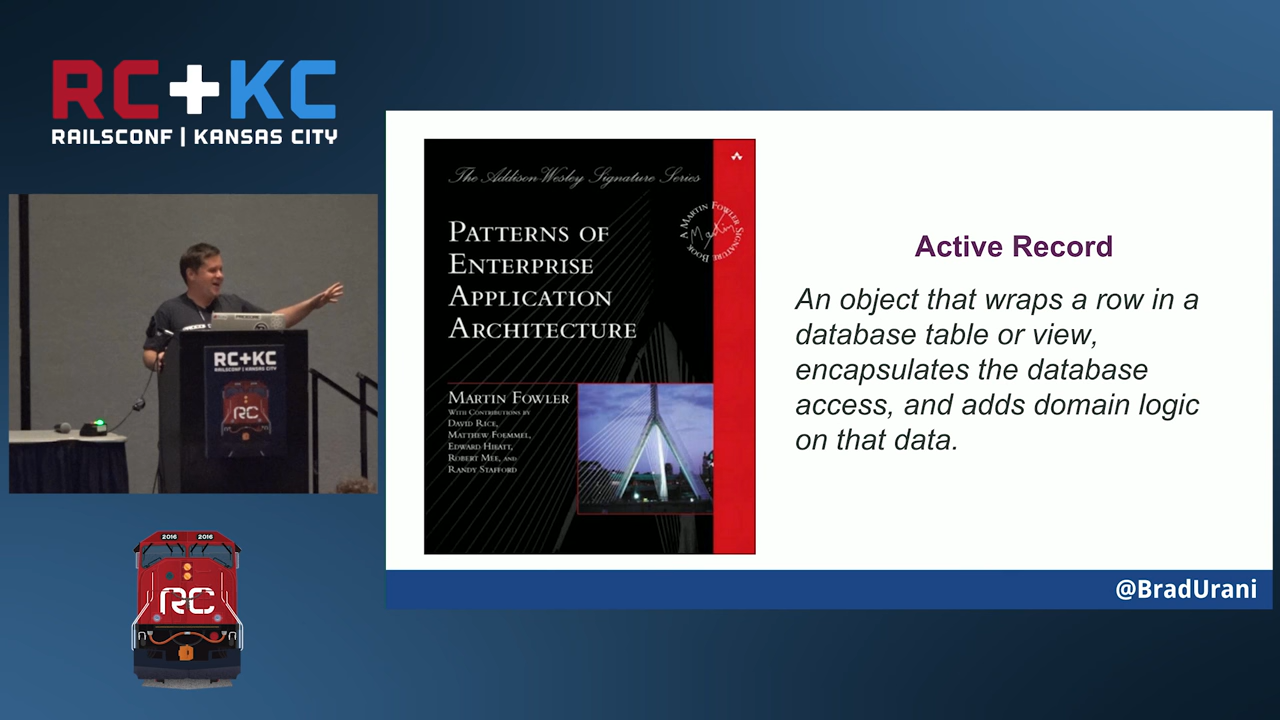 RC+KC
RAILSCONF | KANSAS CITY
The Addison-Wesley Signature Series
A MARTIN FOWLER SIGNATURE BOOK
Martin
PATTERNS OF
ENTERPRISE
APPLICATION
ARCHITECTURE
MARTIN FOWLER
WITH CONTRIBUTIONS BY
DAVID RICE,
MATTHEW FOEMMEL,
EDWARD HIEATT,
ROBERT MEE, AND
RANDY STAFFORD
Active Record
An object that wraps a row in a
database table or view,
encapsulates the database
access, and adds domain logic
on that data.
@BradUrani
RC+KC
RAILSCONF | KANSAS CITY
RC
2016 2016
RC